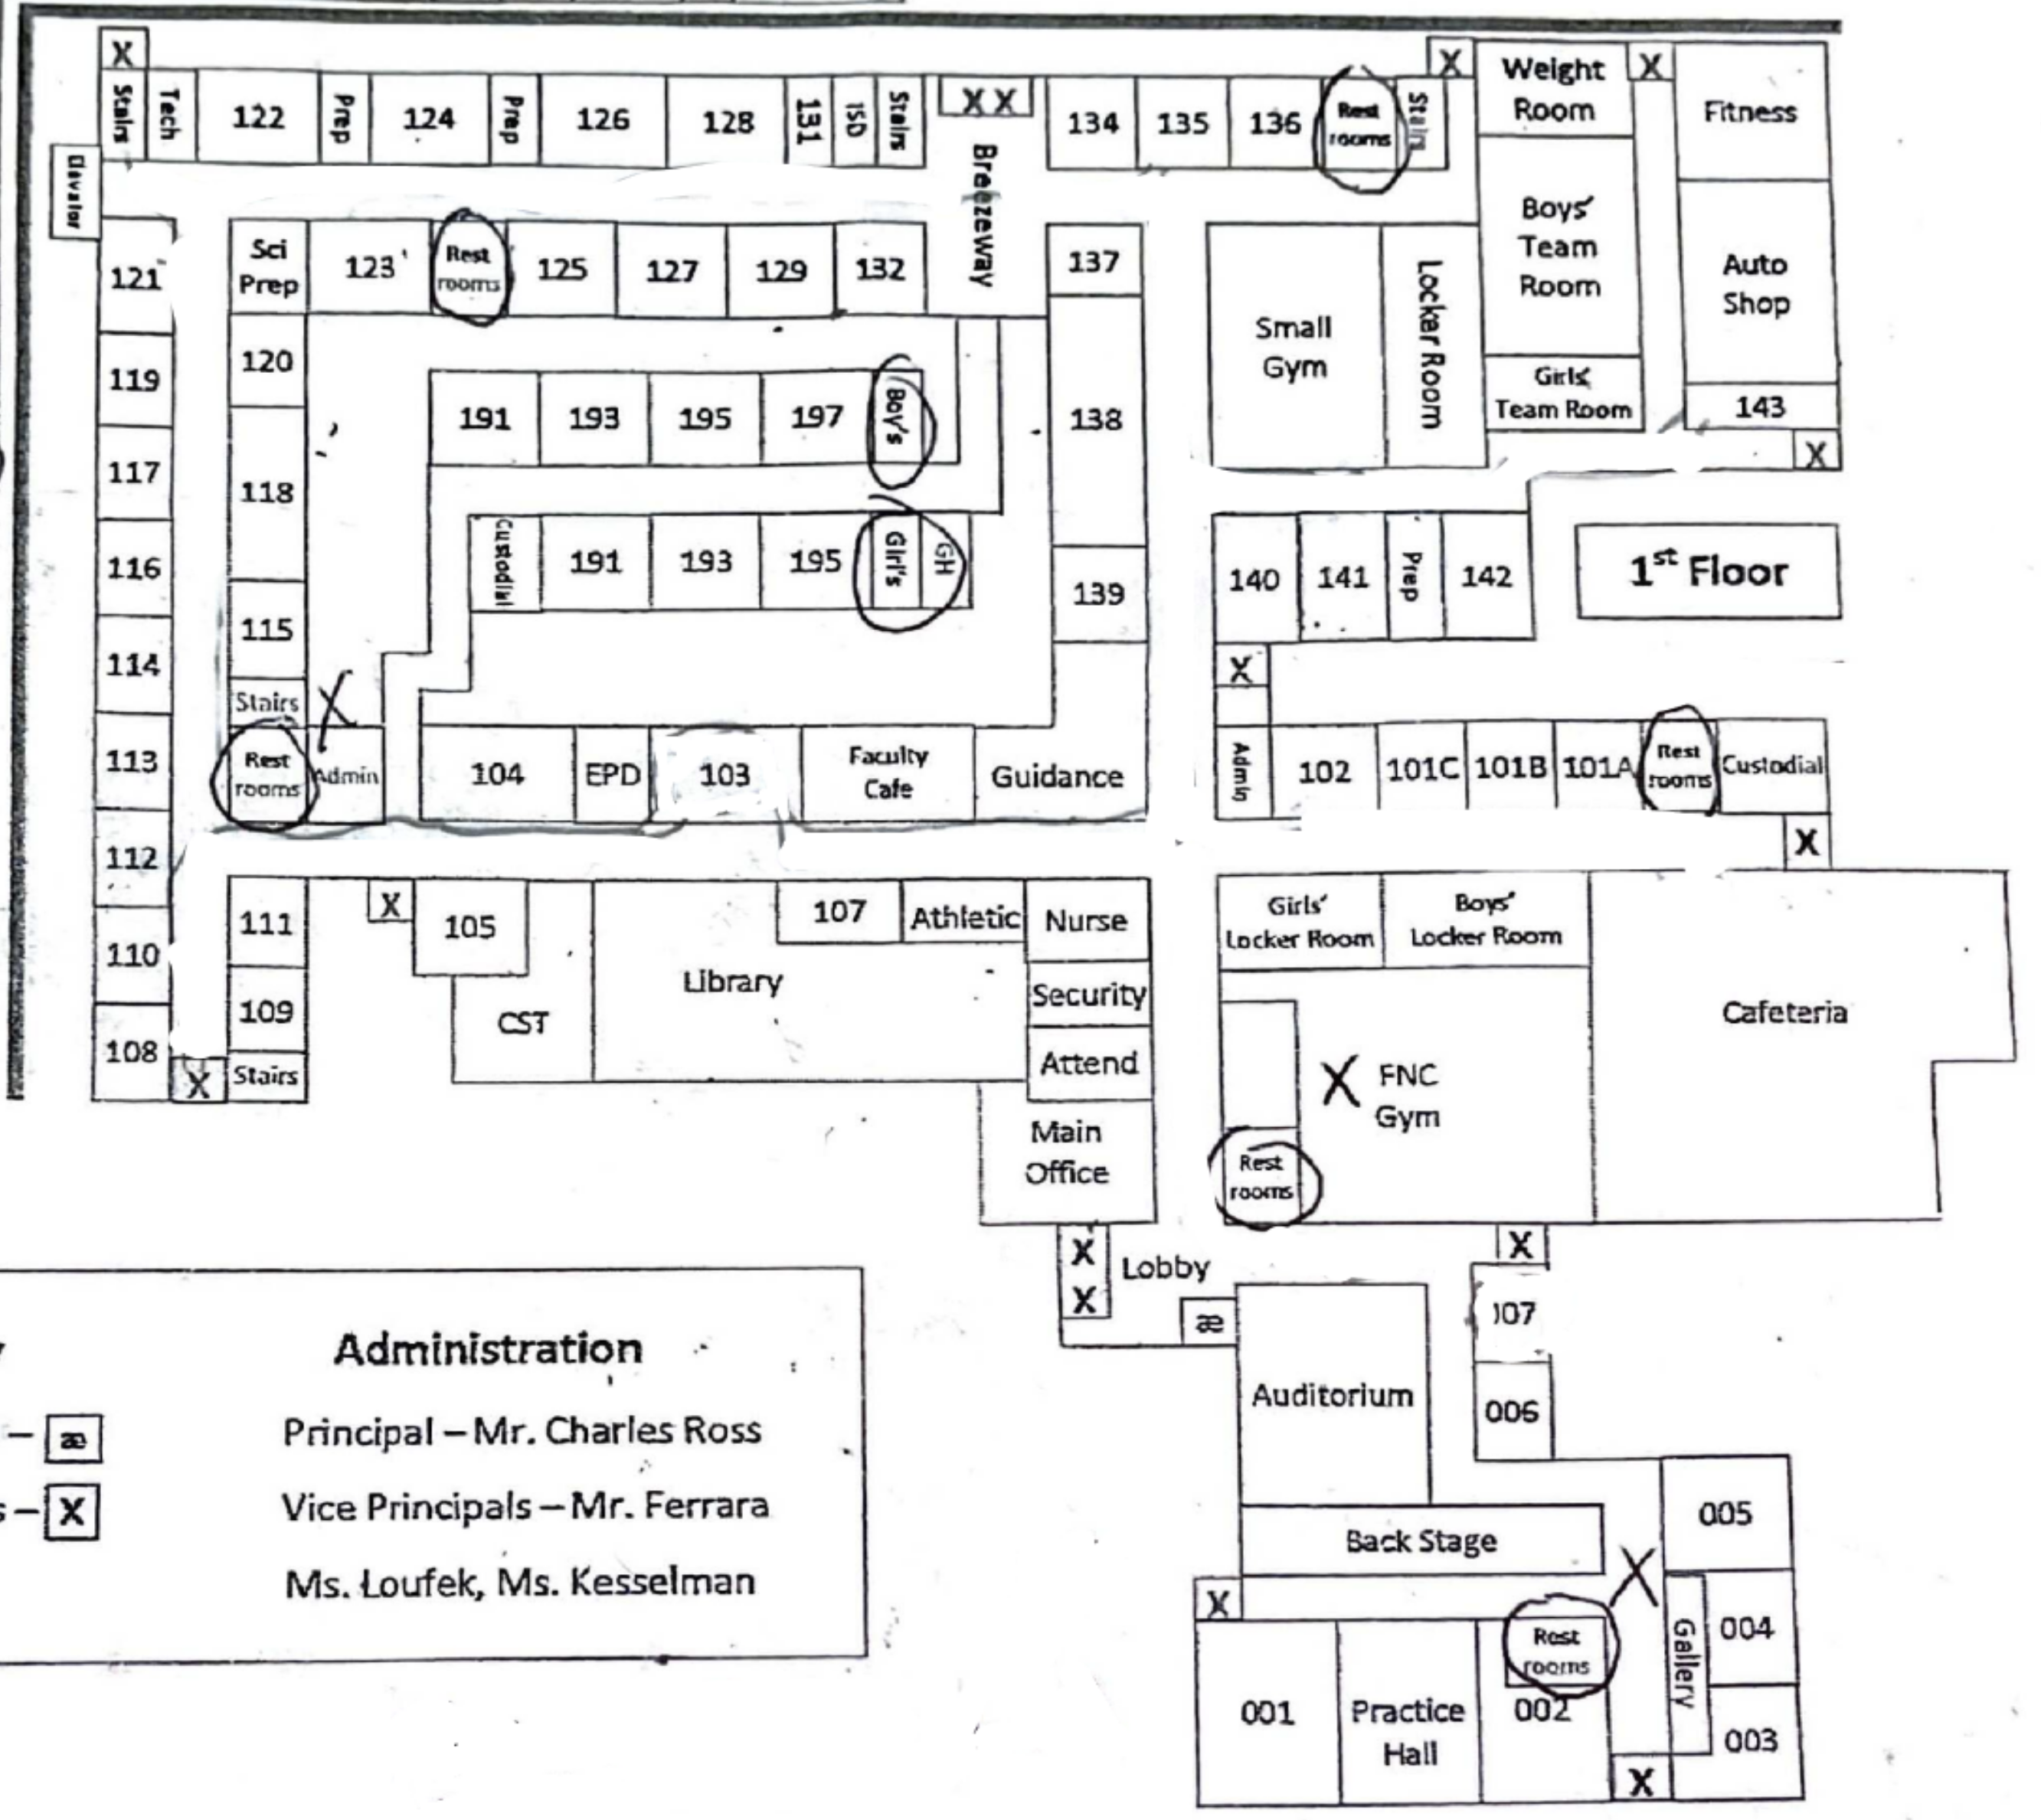 X
X
Weight
Room
X
Fitness
Stairs
Tech
122
Prep
124
Prep
126
128
131
ISD
Stairs
X X
Breezeway
134
135
136
Rest
rooms
Stairs
Elevator
Boys'
Team
Room
Auto
Shop
121
Sci
Prep
123
Rest
rooms
125
127
129
132
137
Small
Gym
Locker Room
119
120
191
193
195
197
Boy's
138
Girls'
Team Room
143
X
117
118
116
Custodial
191
193
195
Girl's
GH
139
140
141
Prep
142
1st Floor
115
114
Stairs
X
X
113
Rest
rooms
Admin
104
EPD
103
Faculty
Cafe
Guidance
Admin
102
101C
101B
101A
Rest
rooms
Custodial
112
X
111
X
105
107
Athletic
Nurse
Girls'
Locker Room
Boys'
Locker Room
110
Library
Security
Cafeteria
109
CST
108
X
Stairs
Attend
X
FNC
Gym
Main
Office
Rest
rooms
X
X
Lobby
X
æ
107
Auditorium
006
Administration
æ
Principal – Mr. Charles Ross
X
Vice Principals – Mr. Ferrara
Ms. Loufek, Ms. Kesselman
005
Back Stage
X
X
Rest
rooms
Gallery
004
001
Practice
Hall
002
003
X